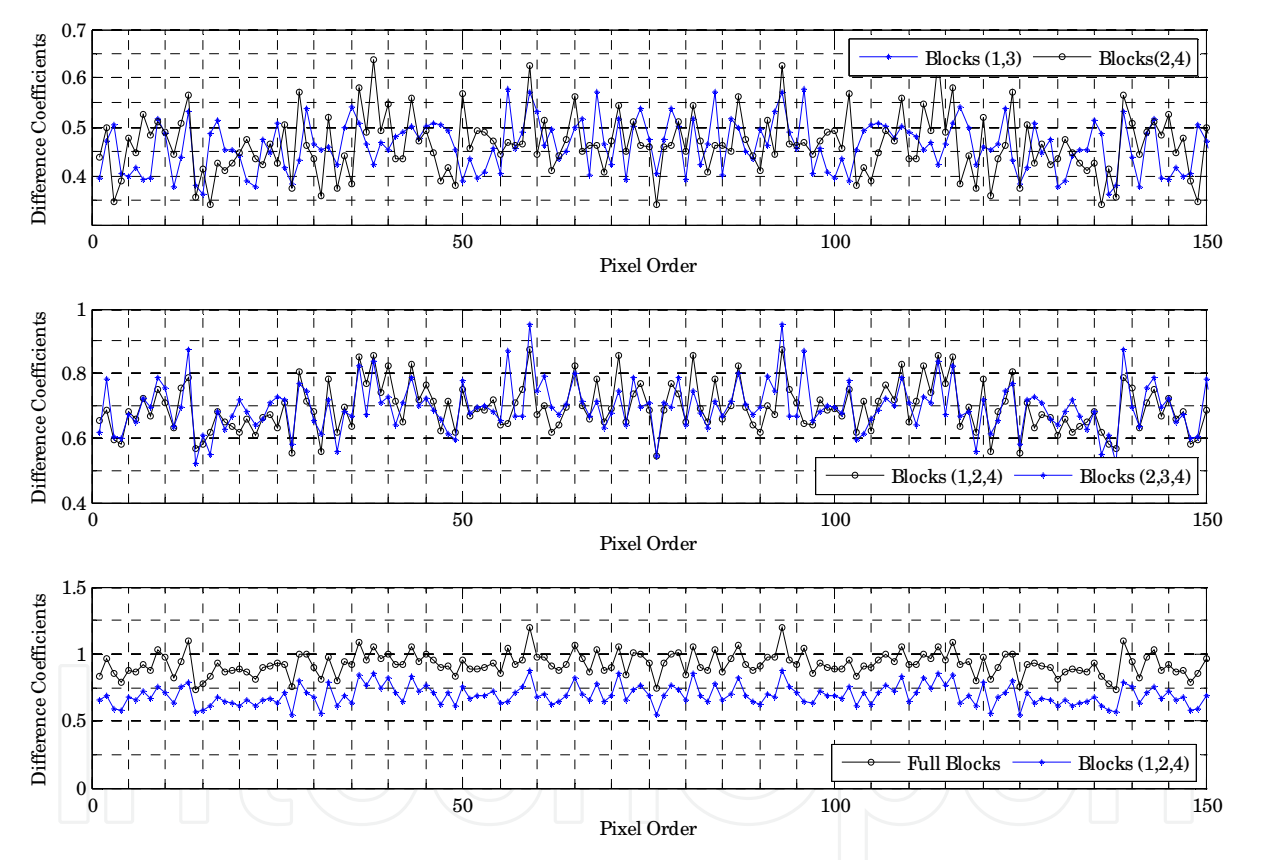 0.7
0.6
0.5
0.4
Difference Coefficients
Blocks (1,3) Blocks(2,4)
0 50 100 150
Pixel Order
1
0.8
0.6
0.4
Difference Coefficients
Blocks (1,2,4) Blocks (2,3,4)
0 50 100 150
Pixel Order
1.5
1
0.5
0
Difference Coefficients
Full Blocks Blocks (1,2,4)
0 50 100 150
Pixel Order
intechopen